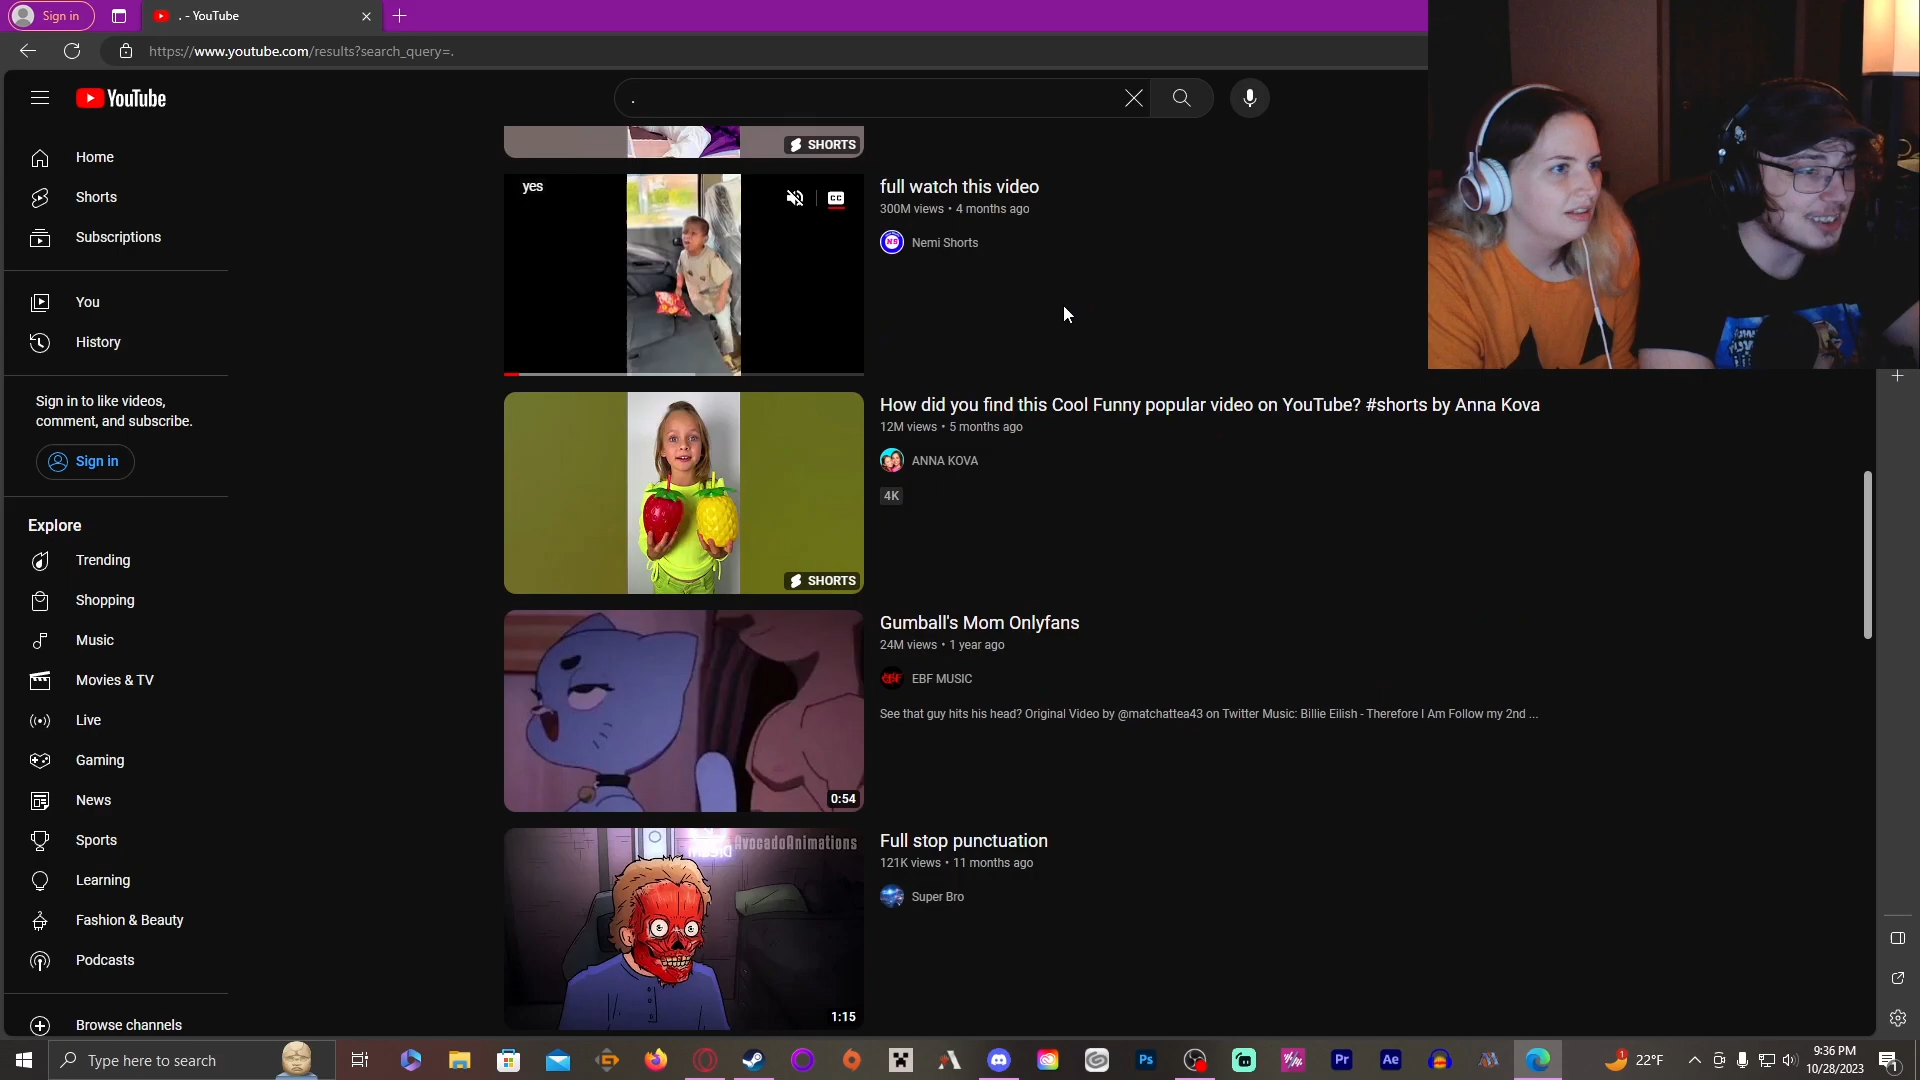 Sign in
. - YouTube
https://www.youtube.com/results?search_query=.
YouTube
.
Home
Shorts
Subscriptions
You
History
Sign in to like videos,
comment, and subscribe.
Sign in
Explore
Trending
Shopping
Music
Movies & TV
Live
Gaming
News
Sports
Learning
Fashion & Beauty
Podcasts
Browse channels
SHORTS
yes
CC
full watch this video
300M views • 4 months ago
NS
Nemi Shorts
SHORTS
How did you find this Cool Funny popular video on YouTube? #shorts by Anna Kova
12M views • 5 months ago
ANNA KOVA
4K
0:54
Gumball's Mom Onlyfans
24M views • 1 year ago
EBF MUSIC
See that guy hits his head? Original Video by @matchattea43 on Twitter Music: Billie Eilish - Therefore I Am Follow my 2nd ...
AvocadoAnimations
1:15
Full stop punctuation
121K views • 11 months ago
Super Bro
Type here to search
Ps
Pr
Ae
1
22°F
9:36 PM
10/28/2023
1